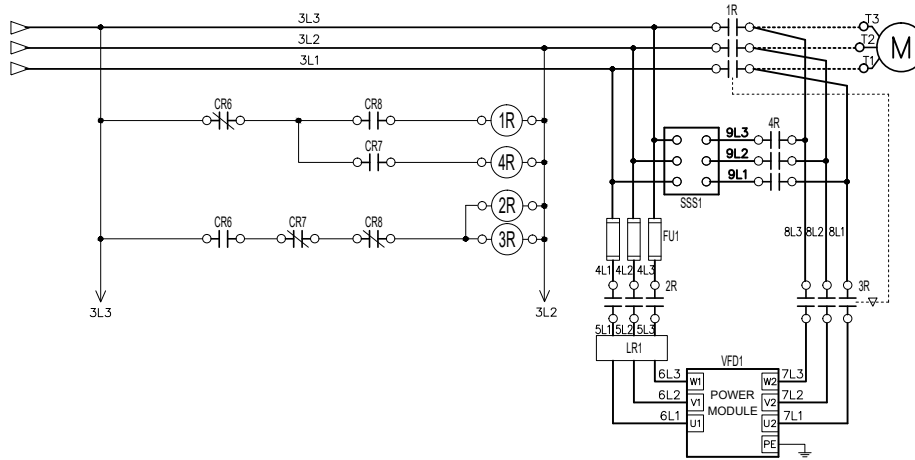 3L3
1R
T3
3L2
T2
M
3L1
T1
CR6
CR8
1R
4R
CR7
4R
9L3
9L2
9L1
SSS1
2R
CR6
CR7
CR8
3R
FU1
8L3
8L2
8L1
4L1
4L2
4L3
2R
3R
3L3
3L2
5L1
5L2
5L3
LR1
VFD1
6L3
W1
W2
7L3
6L2
V1
POWER
MODULE
V2
7L2
6L1
U1
U2
7L1
PE